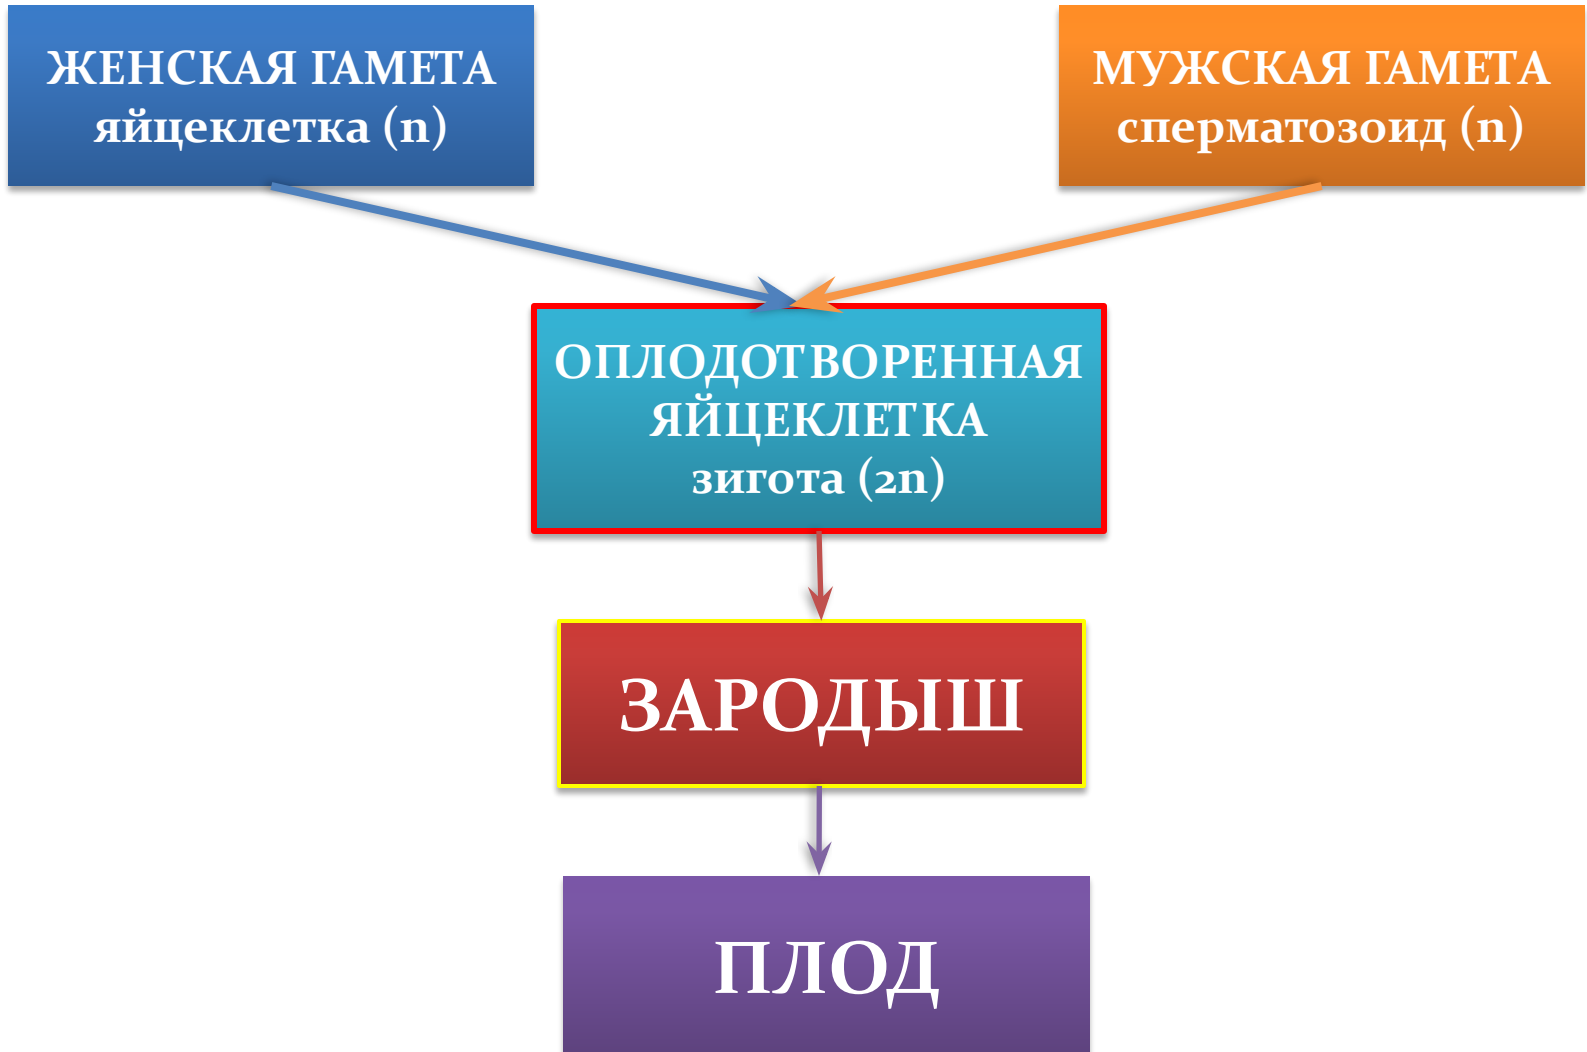 ЖЕНСКАЯ ГАМЕТА
яйцеклетка (n)
МУЖСКАЯ ГАМЕТА
сперматозоид (n)
ОПЛОДОТВОРЕННАЯ
ЯЙЦЕКЛЕТКА
зигота (2n)
ЗАРОДЫШ
ПЛОД